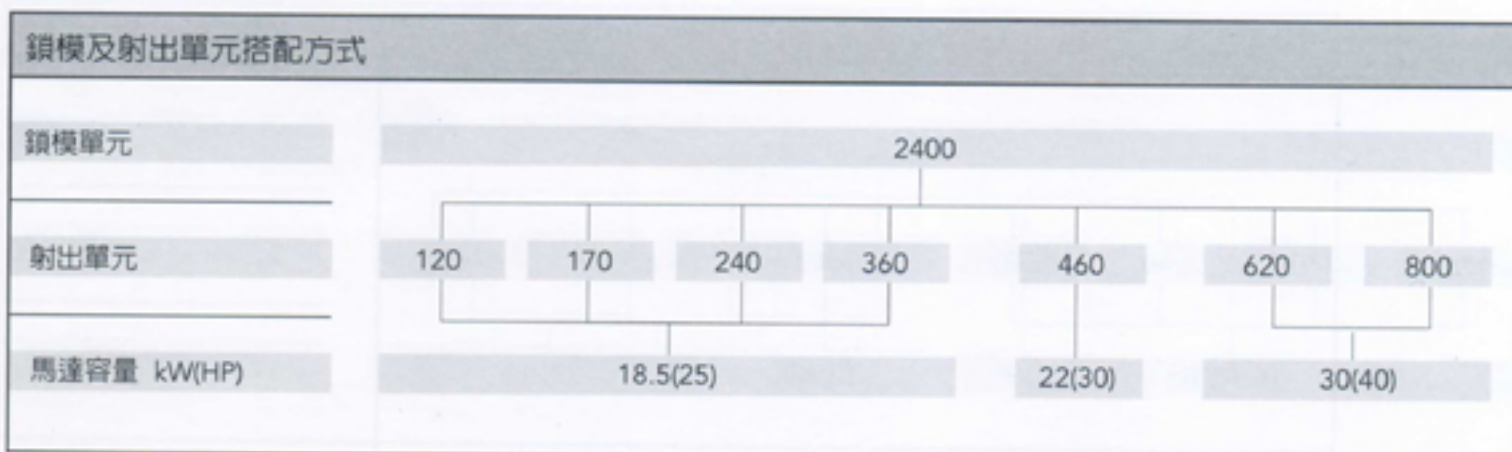 鎖模及射出單元搭配方式
鎖模單元 2400
射出單元 120 170 240 360 460 620 800
馬達容量 kW(HP) 18.5(25) 22(30) 30(40)